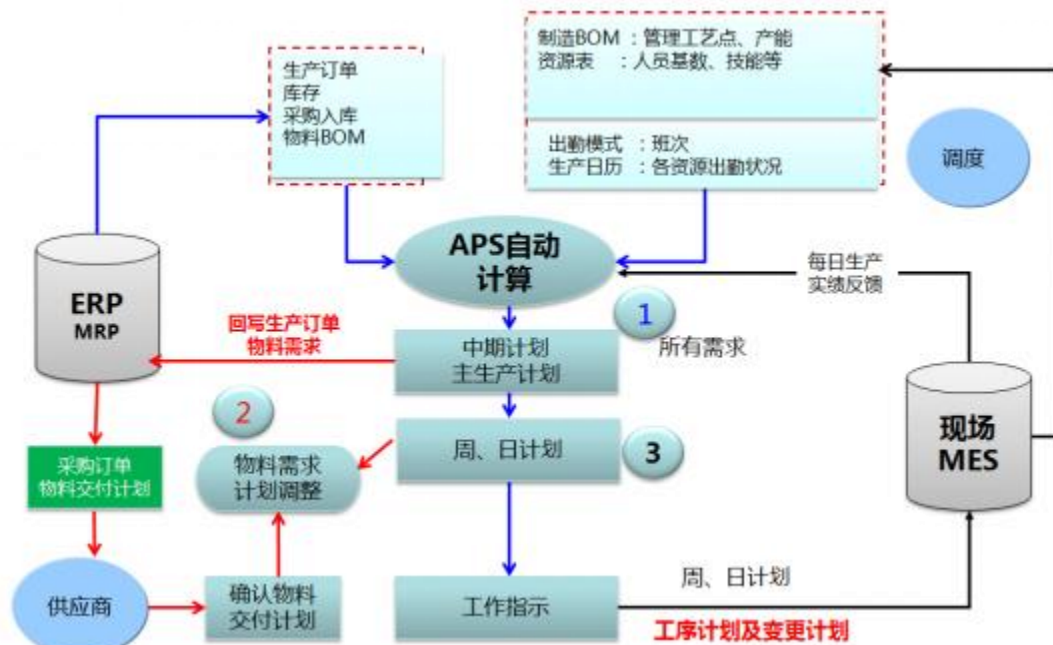 制造BOM ：管理工艺点、产能
资源表 ：人员基数、技能等
生产订单
库存
采购入库
物料BOM
出勤模式 ：班次
生产日历 ：各资源出勤状况
调度
APS自动
计算
每日生产
实绩反馈
ERP
MRP
回写生产订单
物料需求
1
所有需求
中期计划
主生产计划
2
周、日计划
3
现场
MES
采购订单
物料交付计划
物料需求
计划调整
供应商
确认物料
交付计划
工作指示
周、日计划
工序计划及变更计划